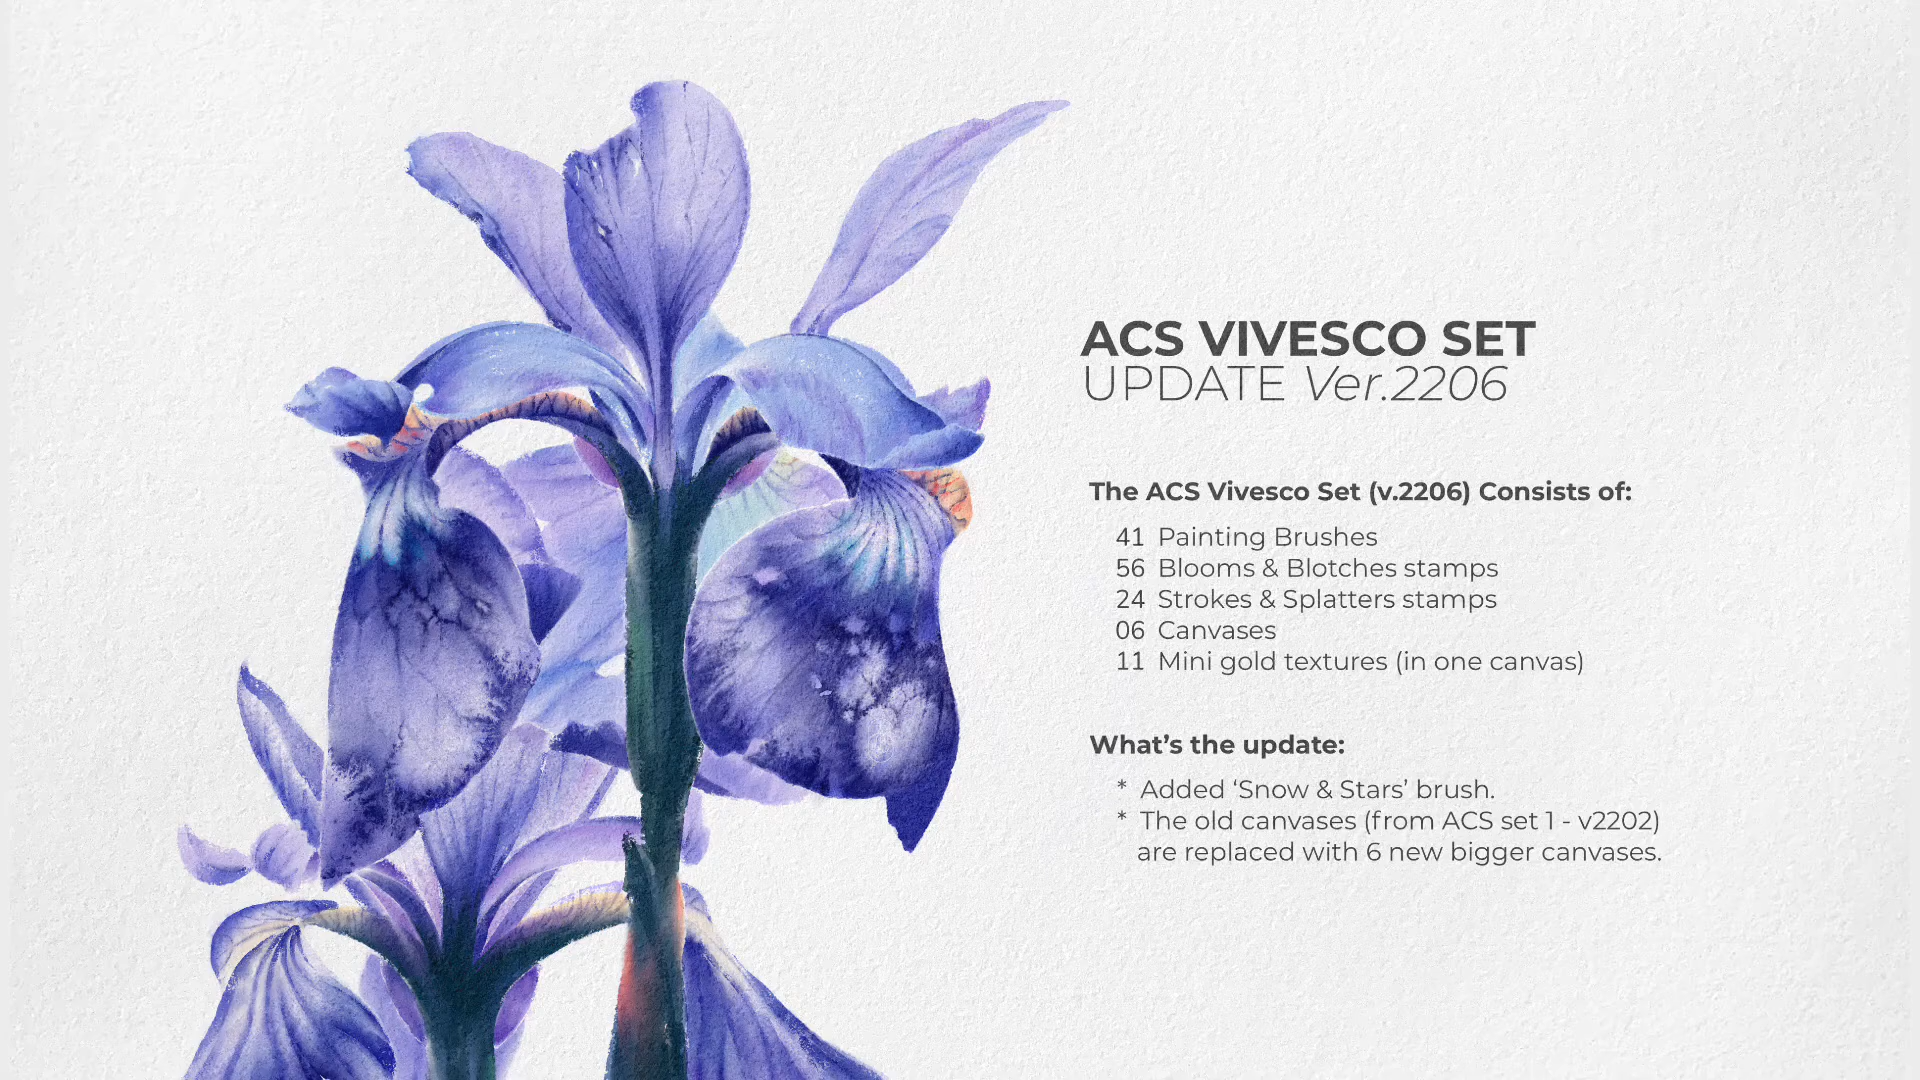 ACS VIVESCO SET
UPDATE Ver.2206
The ACS Vivesco Set (v.2206) Consists of:
41 Painting Brushes
56 Blooms & Blotches stamps
24 Strokes & Splatters stamps
06 Canvases
11 Mini gold textures (in one canvas)
What’s the update:
* Added ‘Snow & Stars’ brush.
* The old canvases (from ACS set 1 - v2202)
are replaced with 6 new bigger canvases.